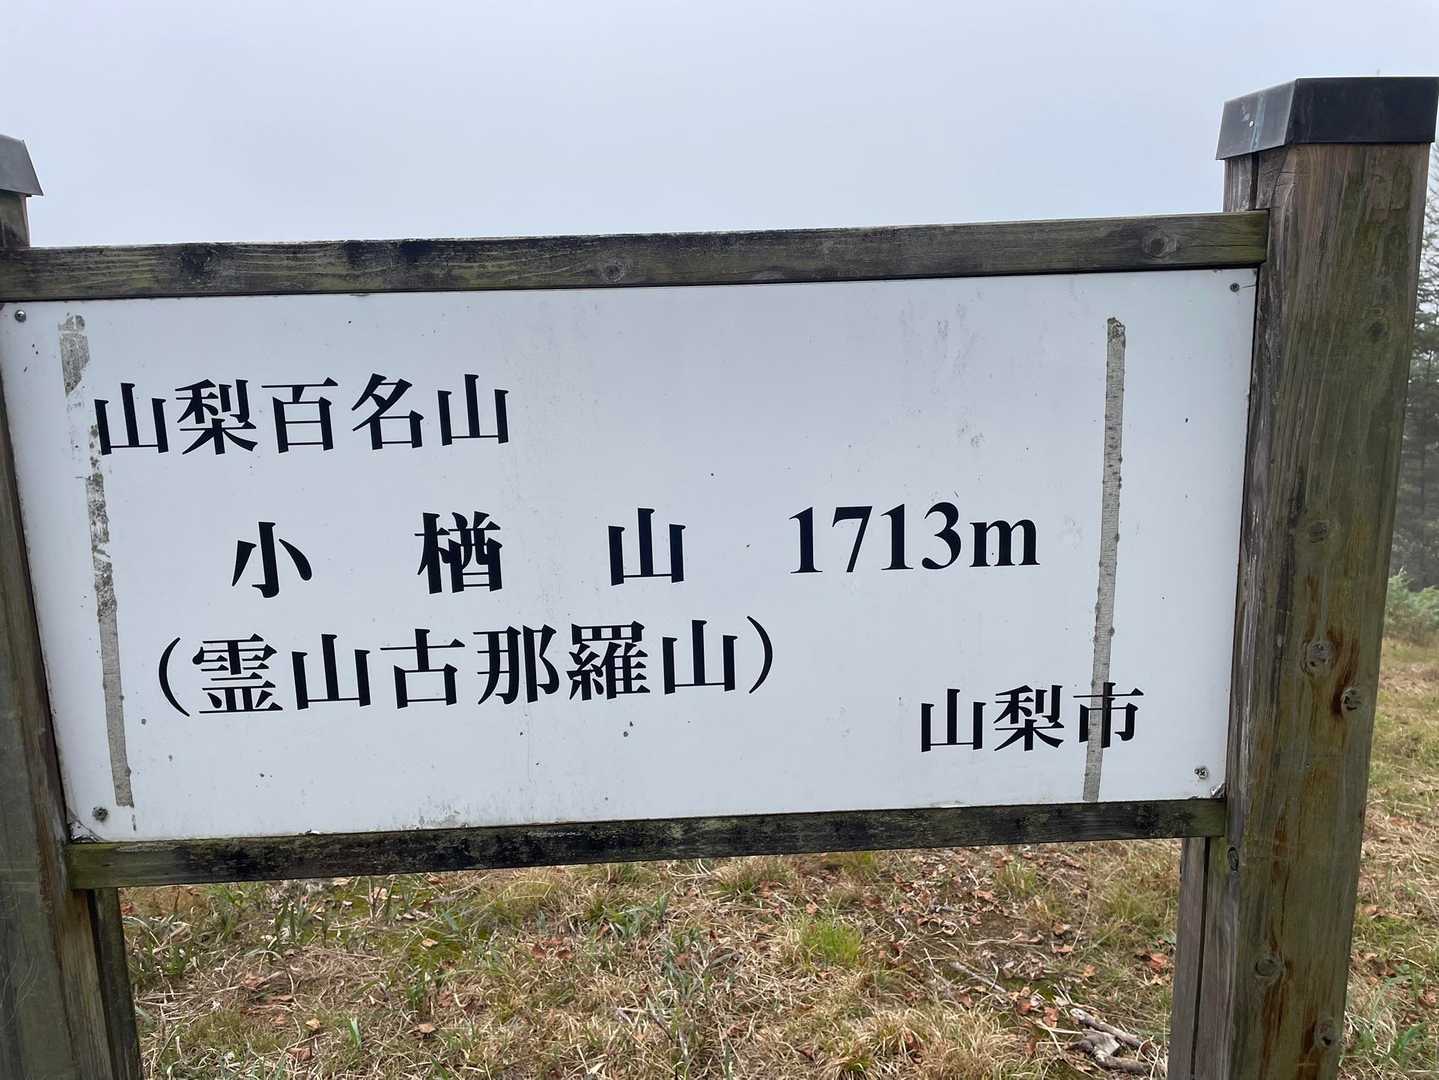 山梨百名山
小　楢　山　1713m
（霊山古那羅山）
山梨市